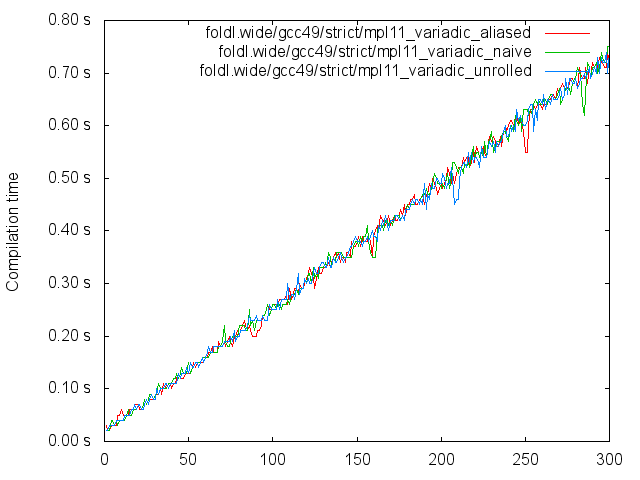 0.80 s
foldl.wide/gcc49/strict/mpl11_variadic_aliased
foldl.wide/gcc49/strict/mpl11_variadic_naive
foldl.wide/gcc49/strict/mpl11_variadic_unrolled
0.70 s
0.60 s
0.50 s
0.40 s
0.30 s
0.20 s
0.10 s
0.00 s
Compilation time
0 50 100 150 200 250 300